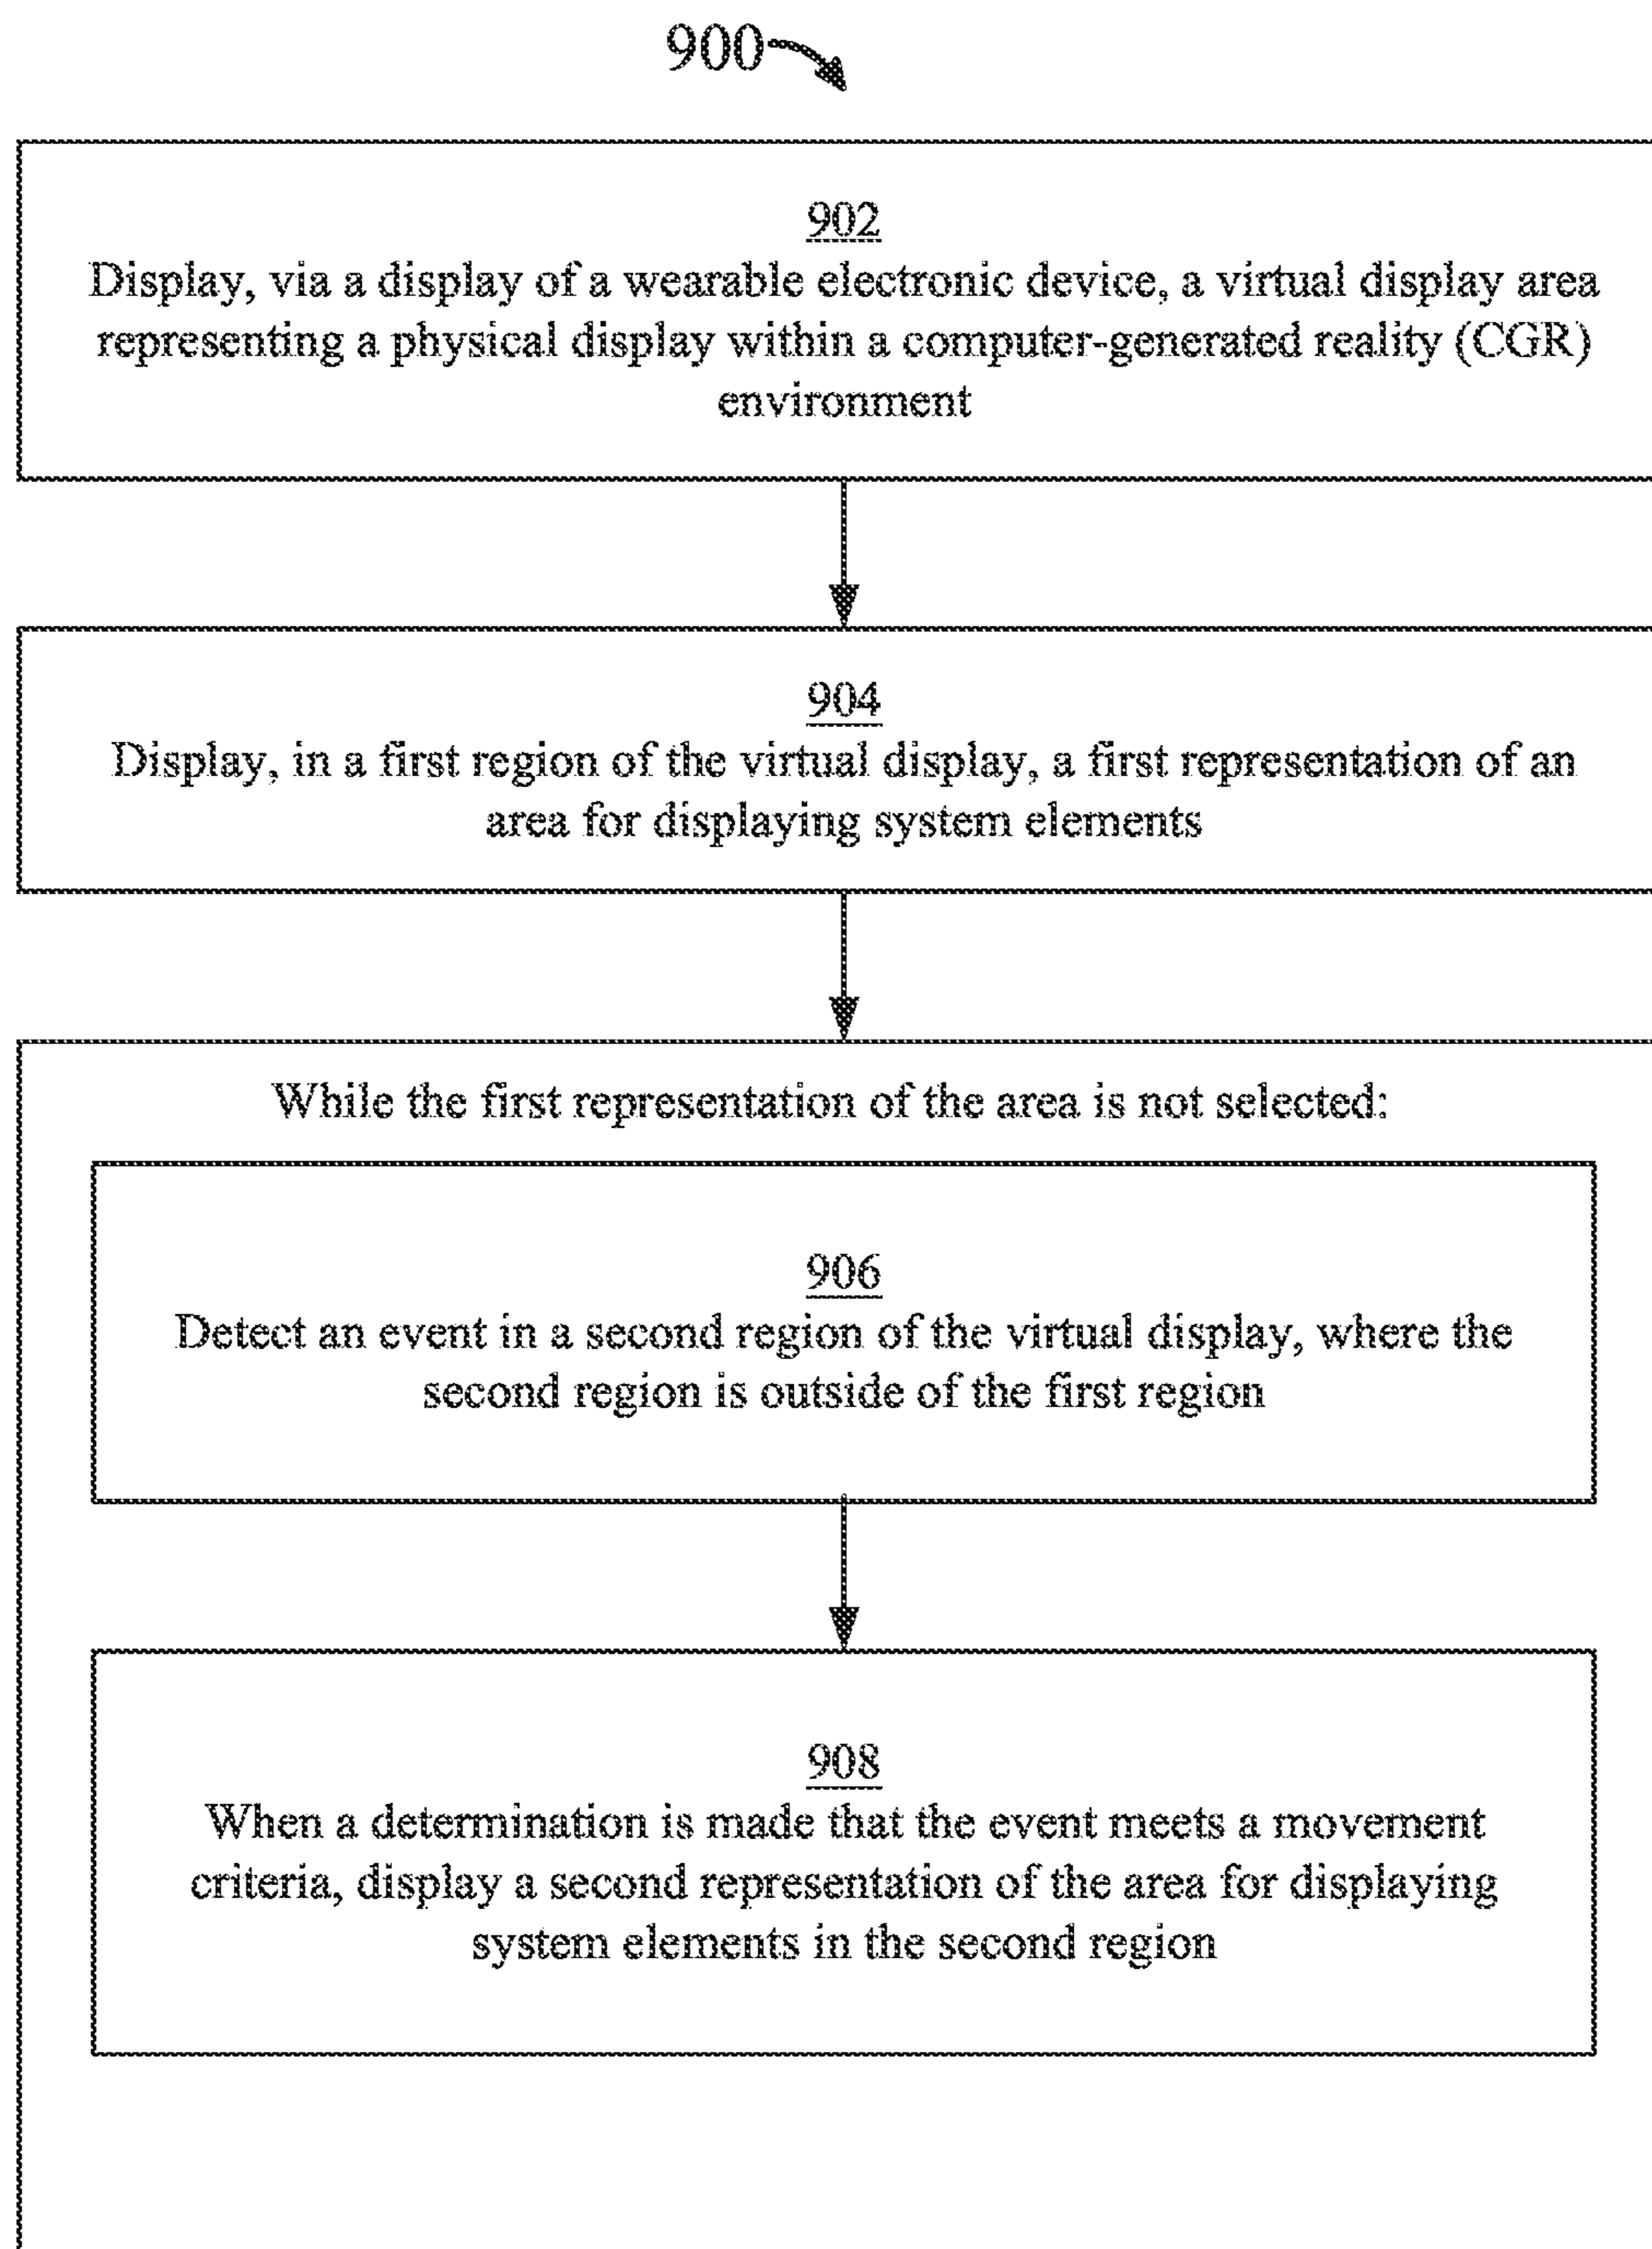 900
902
Display, via a display of a wearable electronic device, a virtual display area
representing a physical display within a computer-generated reality (CGR)
environment
904
Display, in a first region of the virtual display, a first representation of an
area for displaying system elements
While the first representation of the area is not selected:
906
Detect an event in a second region of the virtual display, where the
second region is outside of the first region
908
When a determination is made that the event meets a movement
criteria, display a second representation of the area for displaying
system elements in the second region